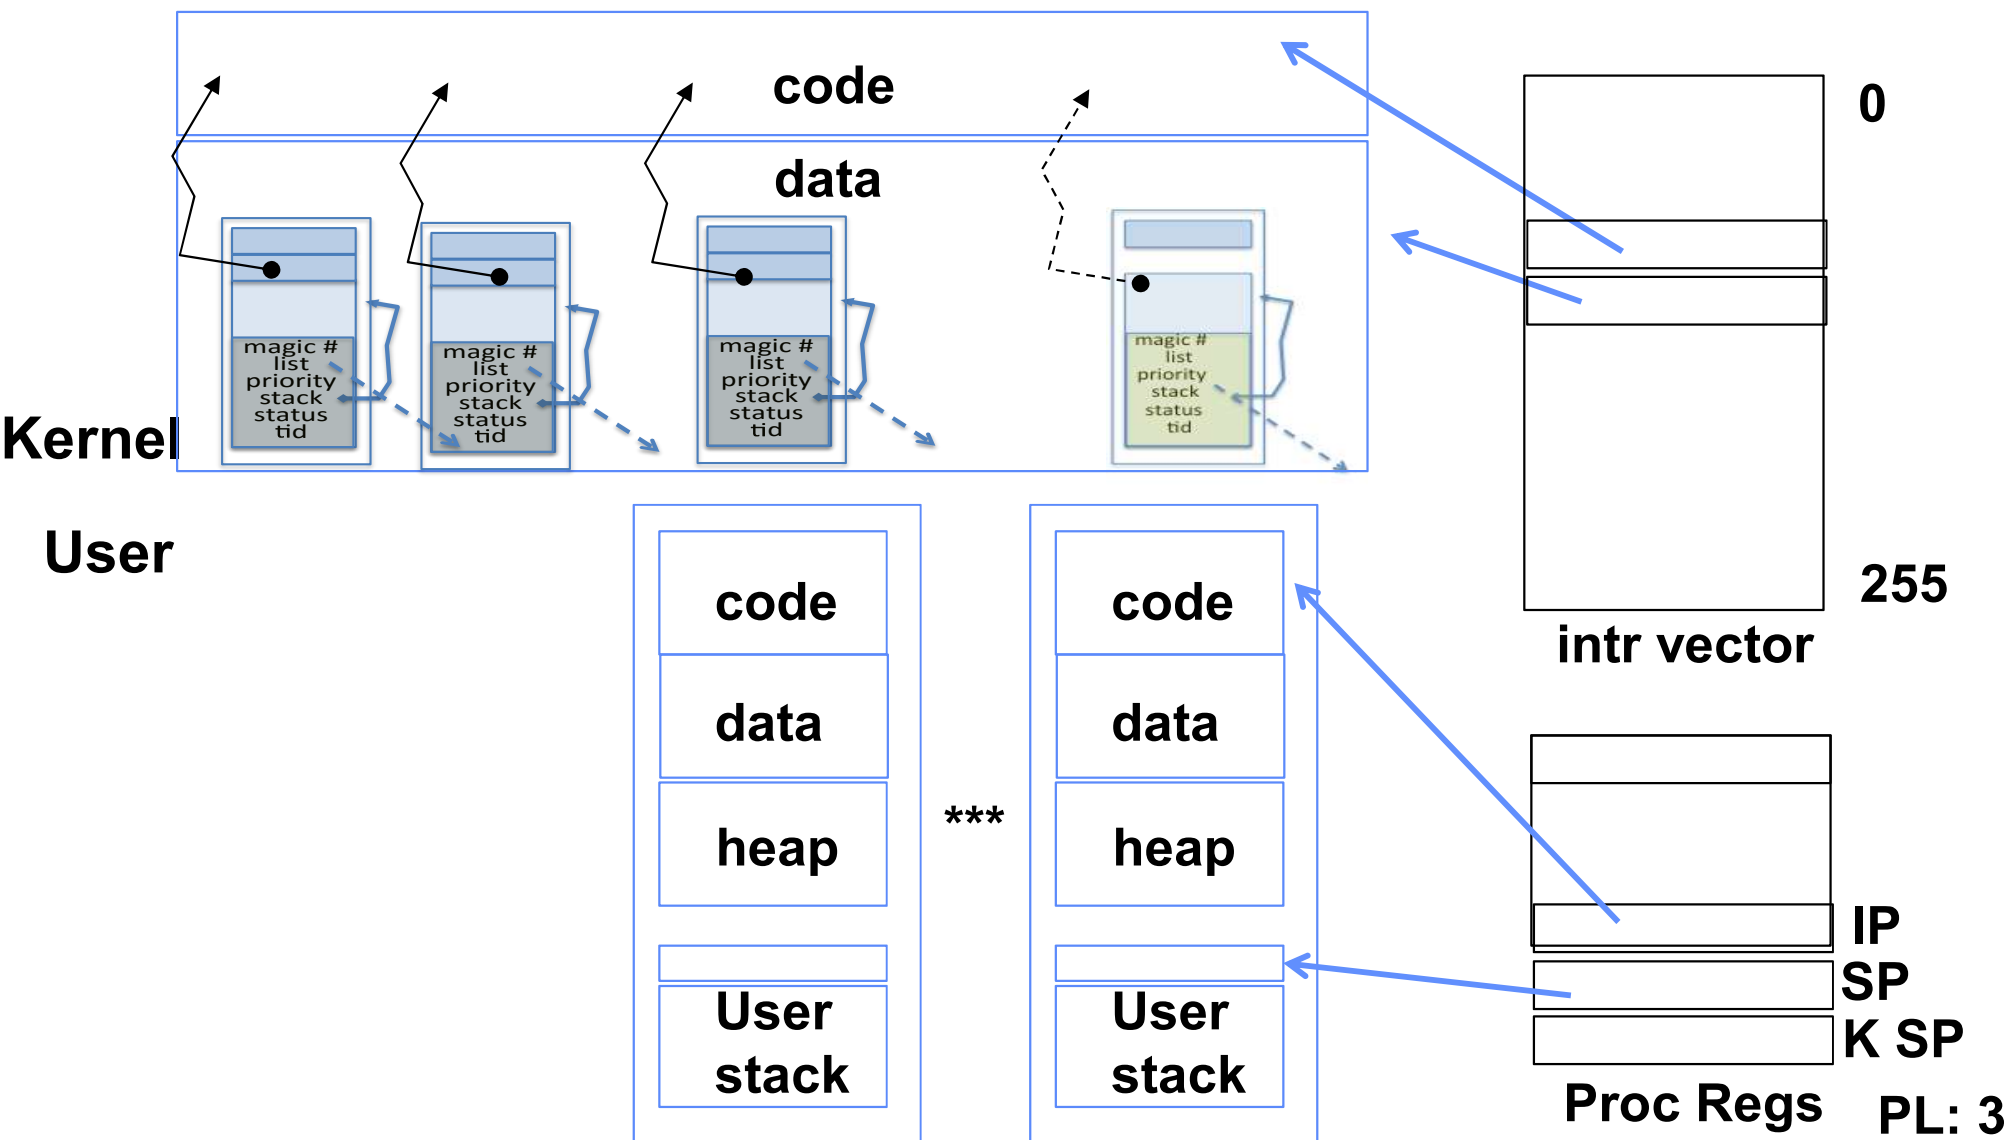 code
0
data
magic #
list
priority
stack
status
tid
magic #
list
priority
stack
status
tid
magic #
list
priority
stack
status
tid
magic #
list
priority
stack
status
tid
Kernel
User
255
intr vector
code
data
heap
User
stack
***
code
data
heap
User
stack
IP
SP
K SP
Proc Regs
PL: 3